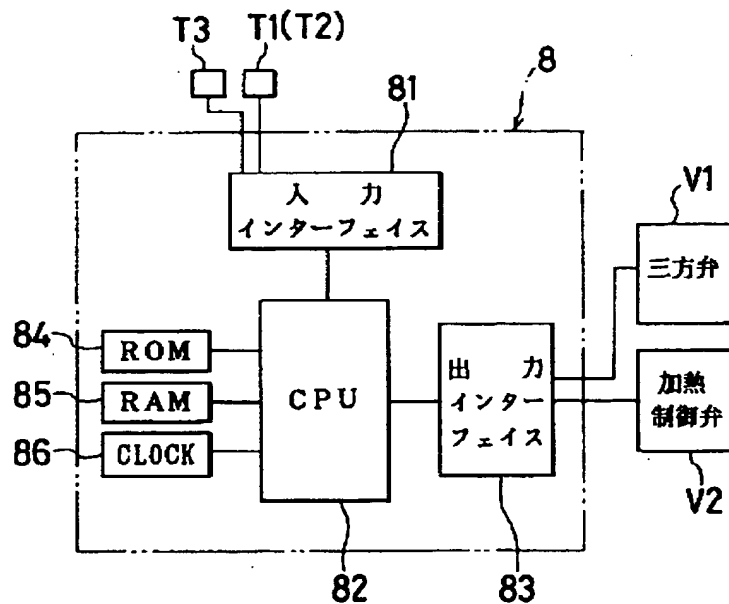 T3
T1(T2)
8
81
入力
インターフェイス
V1
三方弁
84
ROM
85
RAM
86
CLOCK
CPU
出力
インター
フェイス
加熱
制御弁
V2
82
83